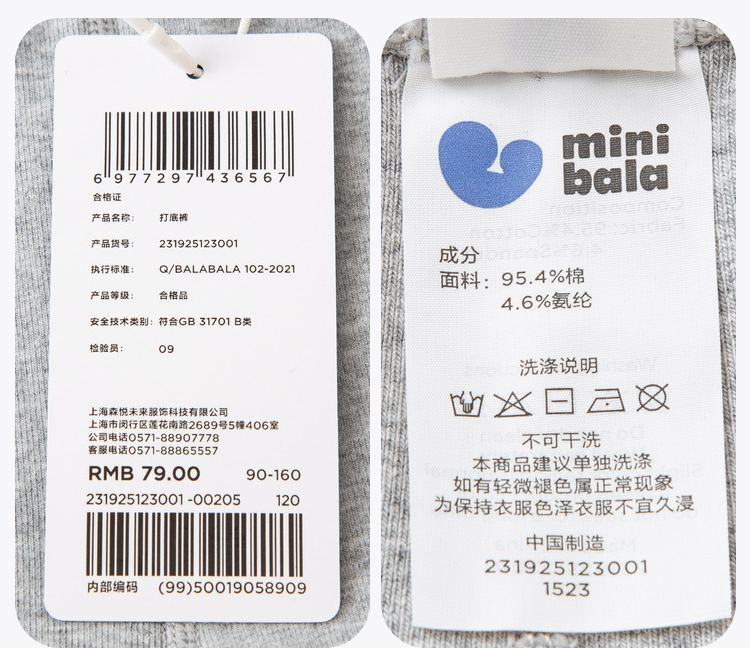 6 977297 436567
合格证
产品名称： 打底裤
产品货号： 231925123001
执行标准： Q/BALABALA 102-2021
产品等级： 合格品
安全技术类别：符合GB 31701 B类
检验员： 09
上海森悦未来服饰科技有限公司
上海市闵行区莲花南路2689号5幢406室
公司电话0571-88907778
客服电话0571-88865557
RMB 79.00 90-160
231925123001 -00205 120
内部编码 (99)50019058909
mini
bala
成分
面料：95.4%棉
4.6%氨纶
洗涤说明
不可干洗
本商品建议单独洗涤
如有轻微褪色属正常现象
为保持衣服色泽衣服不宜久浸
中国制造
231925123001
1523